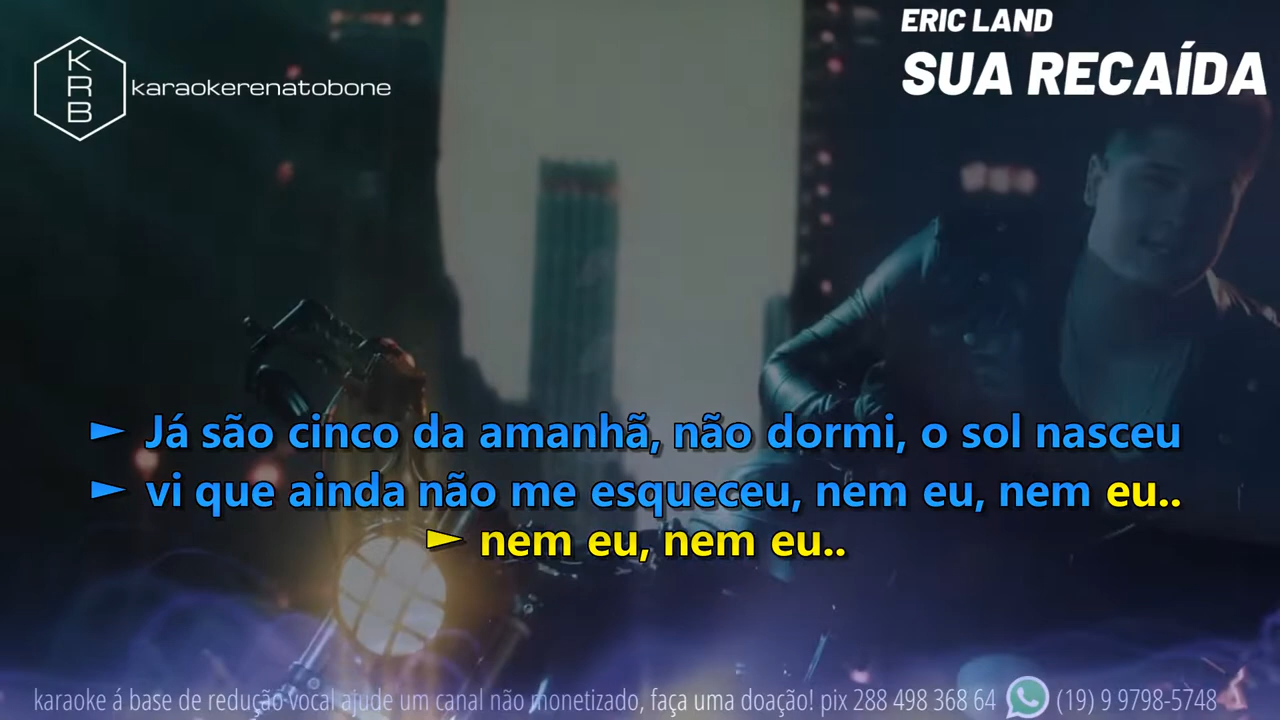 ERIC LAND
SUA RECAÍDA
K
R
B
karaokerenatobone
► Já são cinco da amanhã, não dormi, o sol nasceu
► vi que ainda não me esqueceu, nem eu, nem eu..
► nem eu, nem eu..
karaoke á base de redução vocal ajude um canal não monetizado, faça uma doação! pix 288 498 368 64 (19) 9 9798-5748